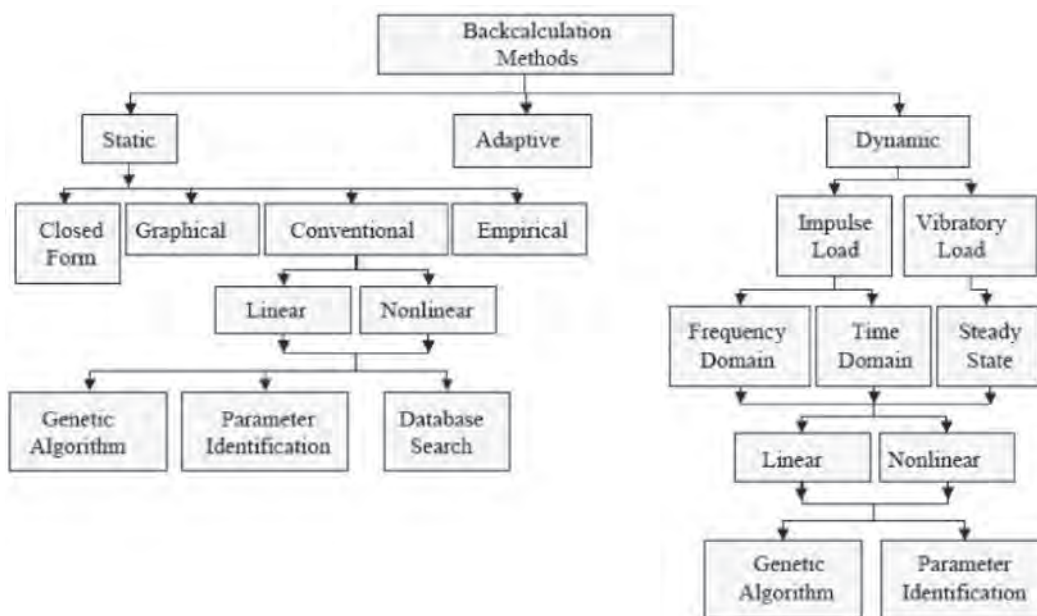 Backcalculation
Methods
Static
Adaptive
Dynamic
Closed
Form
Graphical
Conventional
Empirical
Impulse
Load
Vibratory
Load
Linear
Nonlinear
Frequency
Domain
Time
Domain
Steady
State
Genetic
Algorithm
Parameter
Identification
Database
Search
Linear
Nonlinear
Genetic
Algorithm
Parameter
Identification